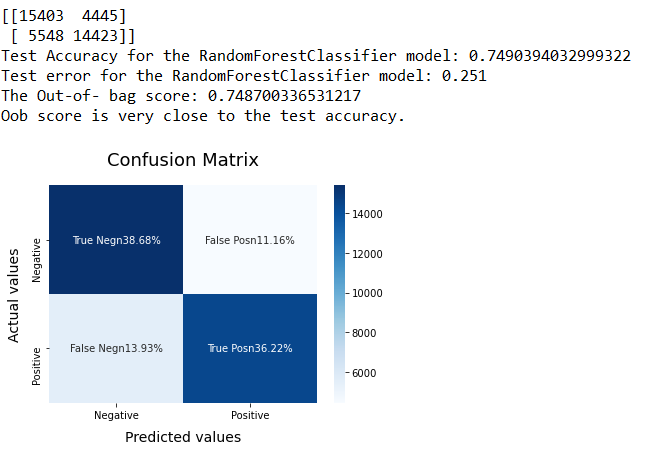 [[15403  4445]
 [ 5548 14423]]
Test Accuracy for the RandomForestClassifier model: 0.7490394032999322
Test error for the RandomForestClassifier model: 0.251
The Out-of- bag score: 0.748700336531217
Oob score is very close to the test accuracy.
Confusion Matrix
True Negn38.68%
False Posn11.16%
False Negn13.93%
True Posn36.22%
Actual values
Negative
Positive
Negative
Positive
Predicted values
14000
12000
10000
8000
6000